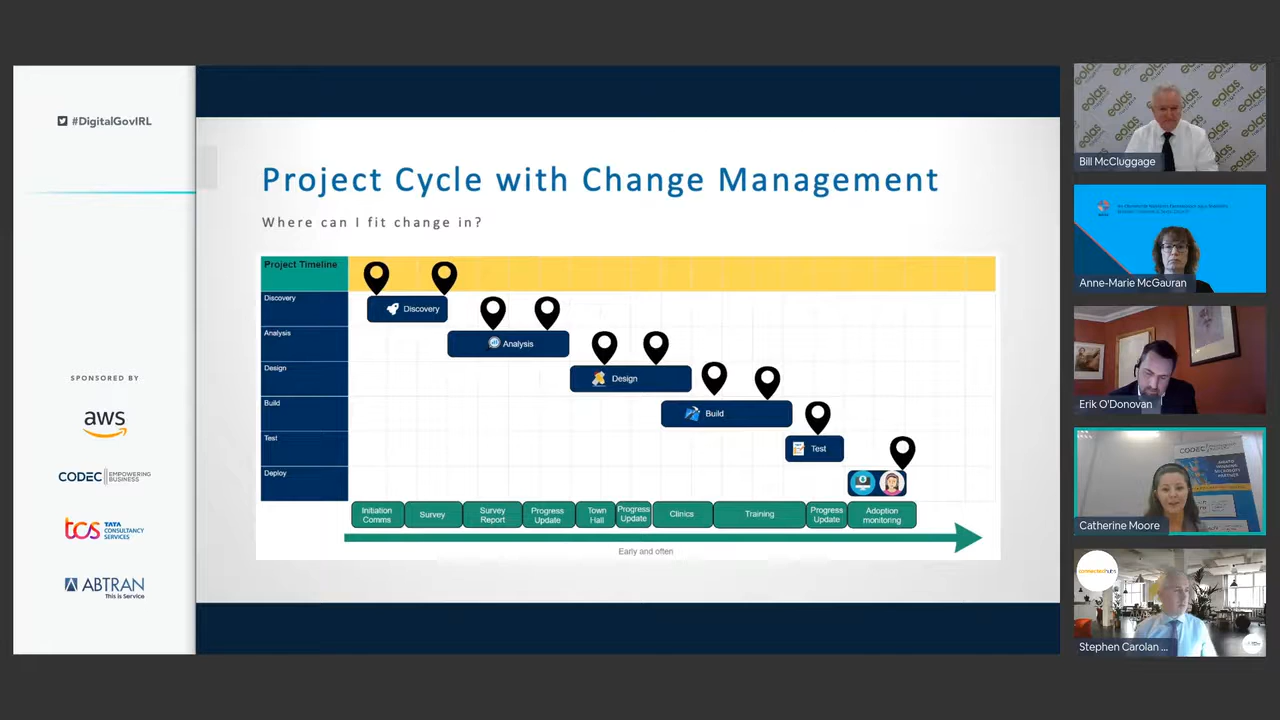 #DigitalGovIRL
SPONSORED BY
aws
CODEC EMPOWERING
BUSINESS
tcs TATA
CONSULTANCY
SERVICES
ABTRAN
This is Service
Project Cycle with Change Management
Where can I fit change in?
Project Timeline
Discovery
Discovery
Analysis
Analysis
Design
Design
Build
Build
Test
Test
Deploy
Initiation
Comms
Survey
Survey
Report
Progress
Update
Town
Hall
Progress
Update
Clinics
Training
Progress
Update
Adoption
monitoring
Early and often
eolas
Bill McCluggage
Anne-Marie McGauran
Erik O'Donovan
CODEC
Catherine Moore
connectedhubs
Stephen Carolan ...